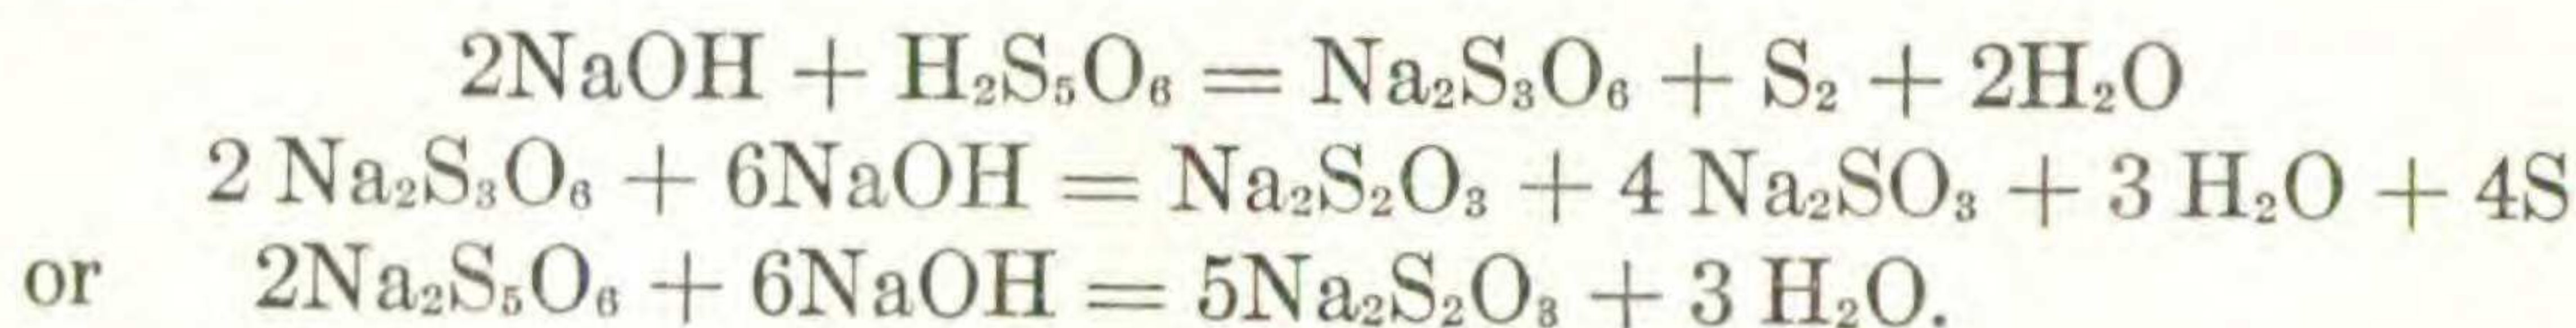 2NaOH + H₂S₅O₆ = Na₂S₃O₆ + S₂ + 2H₂O
2 Na₂S₃O₆ + 6NaOH = Na₂S₂O₃ + 4 Na₂SO₃ + 3 H₂O + 4S
or 2Na₂S₅O₆ + 6NaOH = 5Na₂S₂O₃ + 3 H₂O.